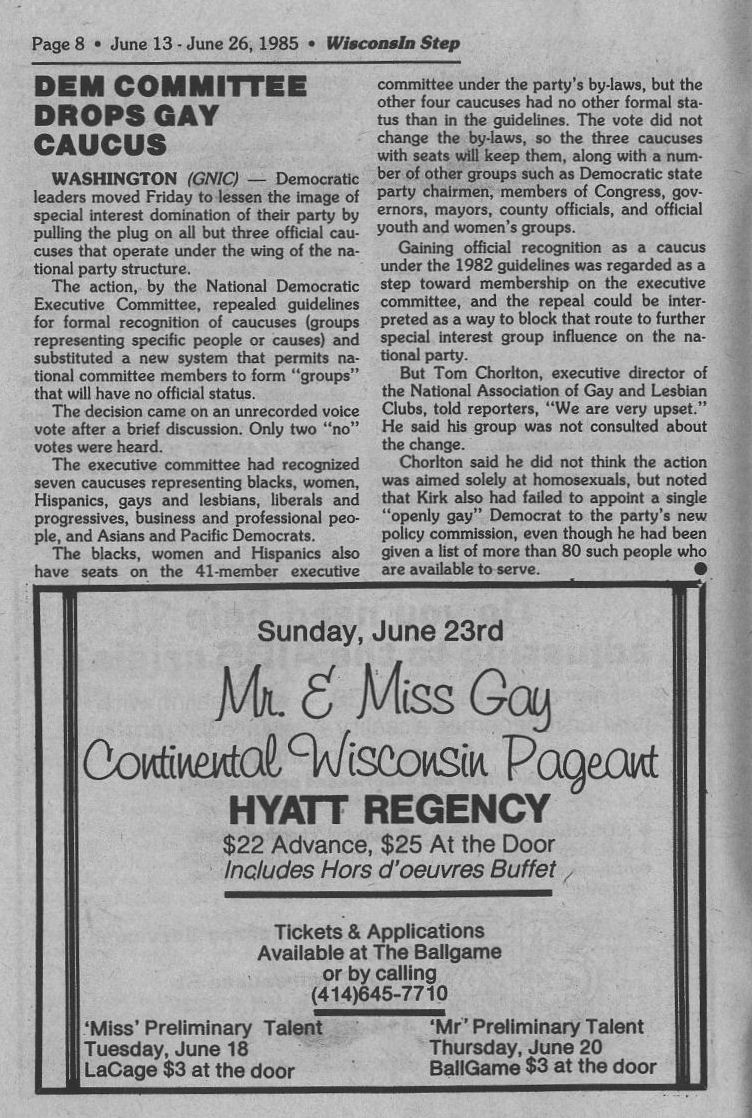 Page 8 • June 13 - June 26, 1985 • WisconsIn Step
DEM COMMITTEE
DROPS GAY
CAUCUS
WASHINGTON (GNIC) — Democratic
leaders moved Friday to lessen the image of
special interest domination of their party by
pulling the plug on all but three official cau-
cuses that operate under the wing of the na-
tional party structure.
The action, by the National Democratic
Executive Committee, repealed guidelines
for formal recognition of caucuses (groups
representing specific people or causes) and
substituted a new system that permits na-
tional committee members to form "groups"
that will have no official status.
The decision came on an unrecorded voice
vote after a brief discussion. Only two "no"
votes were heard.
The executive committee had recognized
seven caucuses representing blacks, women,
Hispanics, gays and lesbians, liberals and
progressives, business and professional peo-
ple, and Asians and Pacific Democrats.
The blacks, women and Hispanics also
have seats on the 41-member executive
committee under the party's by-laws, but the
other four caucuses had no other formal sta-
tus than in the guidelines. The vote did not
change the by-laws, so the three caucuses
with seats will keep them, along with a num-
ber of other groups such as Democratic state
party chairmen, members of Congress, gov-
ernors, mayors, county officials, and official
youth and women's groups.
Gaining official recognition as a caucus
under the 1982 guidelines was regarded as a
step toward membership on the executive
committee, and the repeal could be inter-
preted as a way to block that route to further
special interest group influence on the na-
tional party.
But Tom Chorlton, executive director of
the National Association of Gay and Lesbian
Clubs, told reporters, "We are very upset."
He said his group was not consulted about
the change.
Chorlton said he did not think the action
was aimed solely at homosexuals, but noted
that Kirk also had failed to appoint a single
"openly gay" Democrat to the party's new
policy commission, even though he had been
given a list of more than 80 such people who
are available to serve. ●
Sunday, June 23rd
Mr. & Miss Gay
Continental Wisconsin Pageant
HYATT REGENCY
$22 Advance, $25 At the Door
Includes Hors d'oeuvres Buffet
Tickets & Applications
Available at The Ballgame
or by calling
(414)645-7710
'Miss' Preliminary Talent
Tuesday, June 18
LaCage $3 at the door
'Mr' Preliminary Talent
Thursday, June 20
BallGame $3 at the door